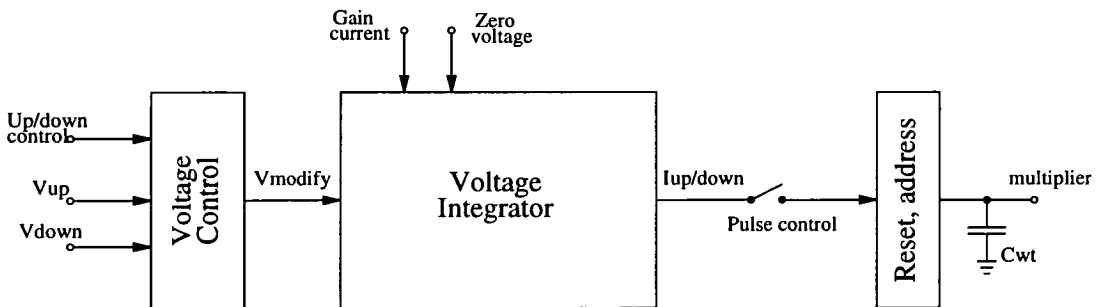 Gain
current
Zero
voltage
Up/down
control
Vup
Vdown
Voltage
Control
Vmodify
Voltage
Integrator
Iup/down
Pulse control
Reset, address
multiplier
Cwt